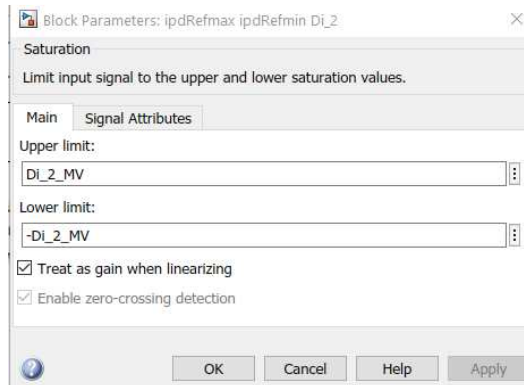 Block Parameters: ipdRefmax ipdRefmin Di_2
Saturation
Limit input signal to the upper and lower saturation values.
Main Signal Attributes
Upper limit:
Di_2_MV
Lower limit:
-Di_2_MV
Treat as gain when linearizing
Enable zero-crossing detection
OK Cancel Help Apply